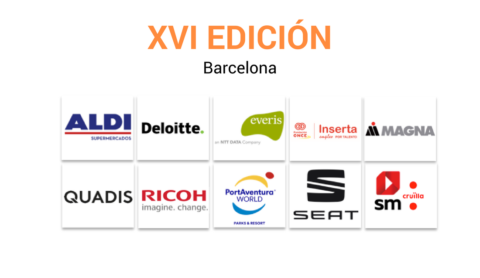 XVI EDICIÓN
Barcelona
ALDI
SUPERMERCADOS
Deloitte.
everis
an NTT DATA Company
Inserta
MAGNA
QUADIS
RICOH
imagine. change.
PortAventura
WORLD
PARKS & RESORT
SEAT
sm
cruïlla